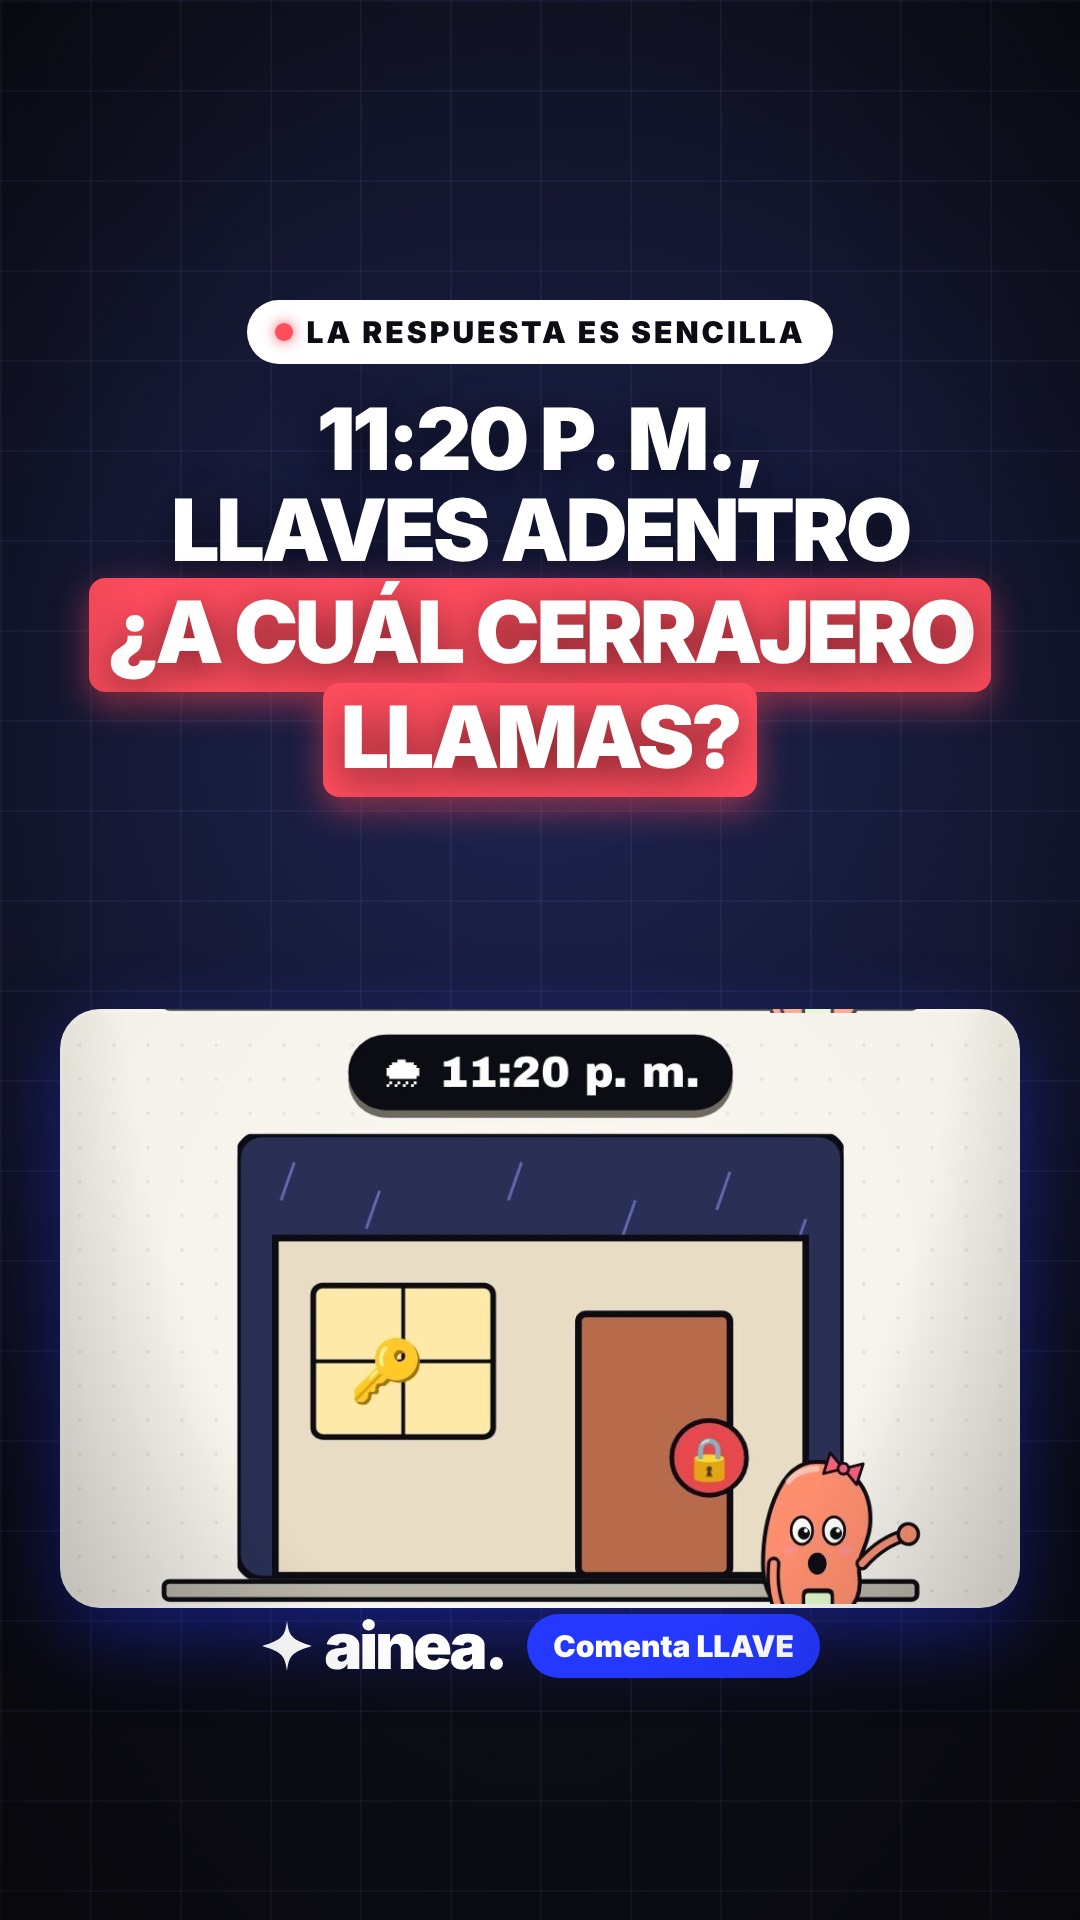 LA RESPUESTA ES SENCILLA
11:20 P. M.,
LLAVES ADENTRO
¿A CUÁL CERRAJERO
LLAMAS?
11:20 p. m.
ainea.
Comenta LLAVE